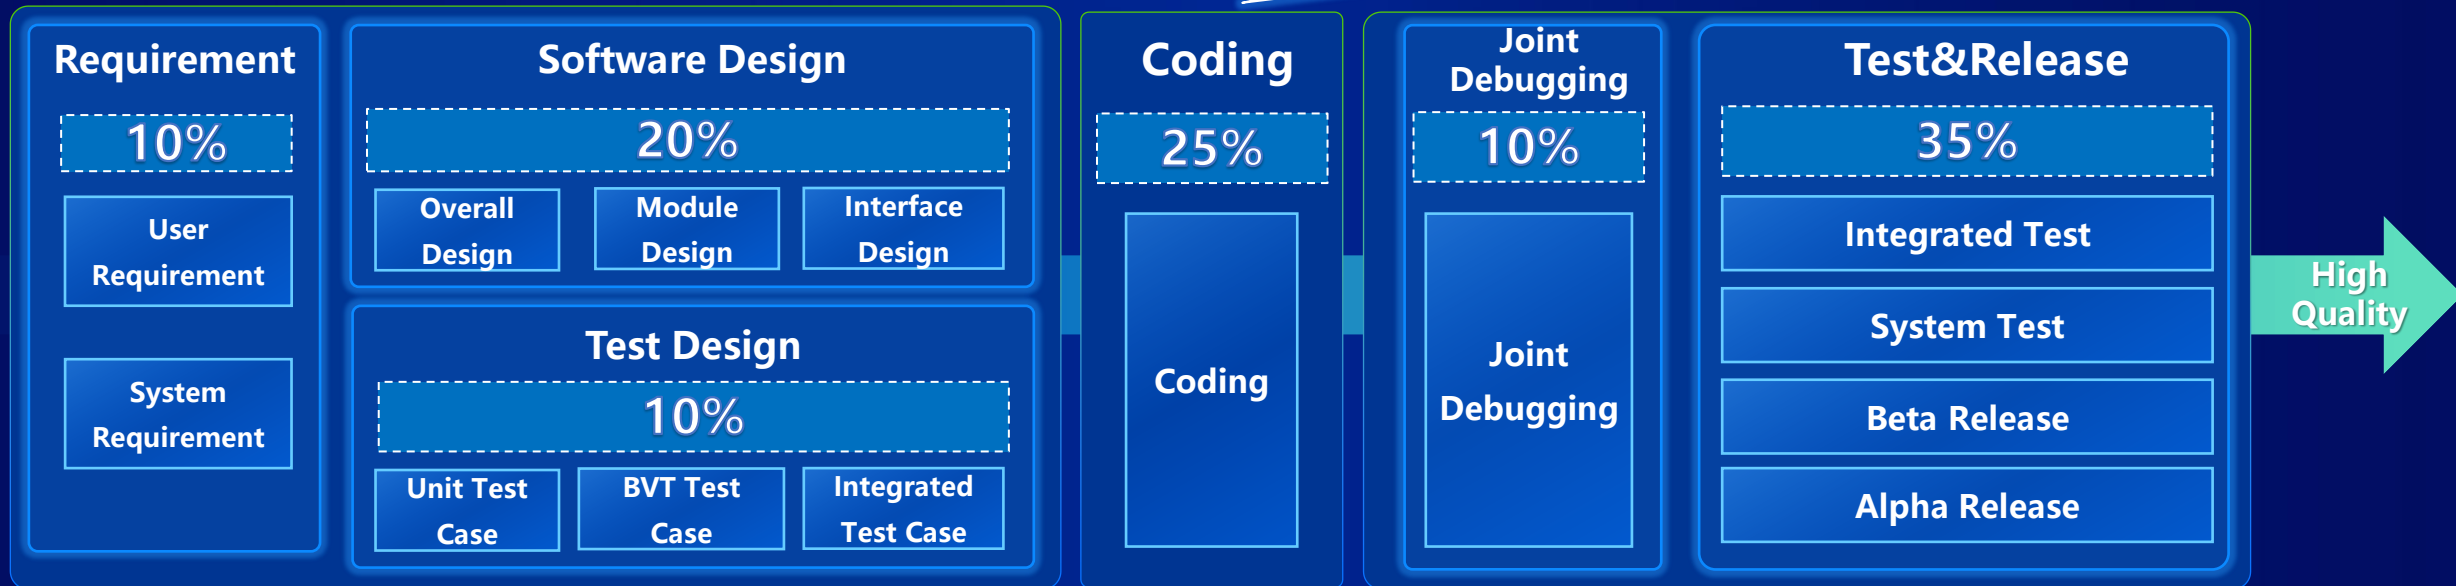 Requirement
10%
User
Requirement
System
Requirement
Software Design
20%
Overall
Design
Module
Design
Interface
Design
Test Design
10%
Unit Test
Case
BVT Test
Case
Integrated
Test Case
Coding
25%
Coding
Joint
Debugging
10%
Joint
Debugging
Test&Release
35%
Integrated Test
System Test
Beta Release
Alpha Release
High
Quality